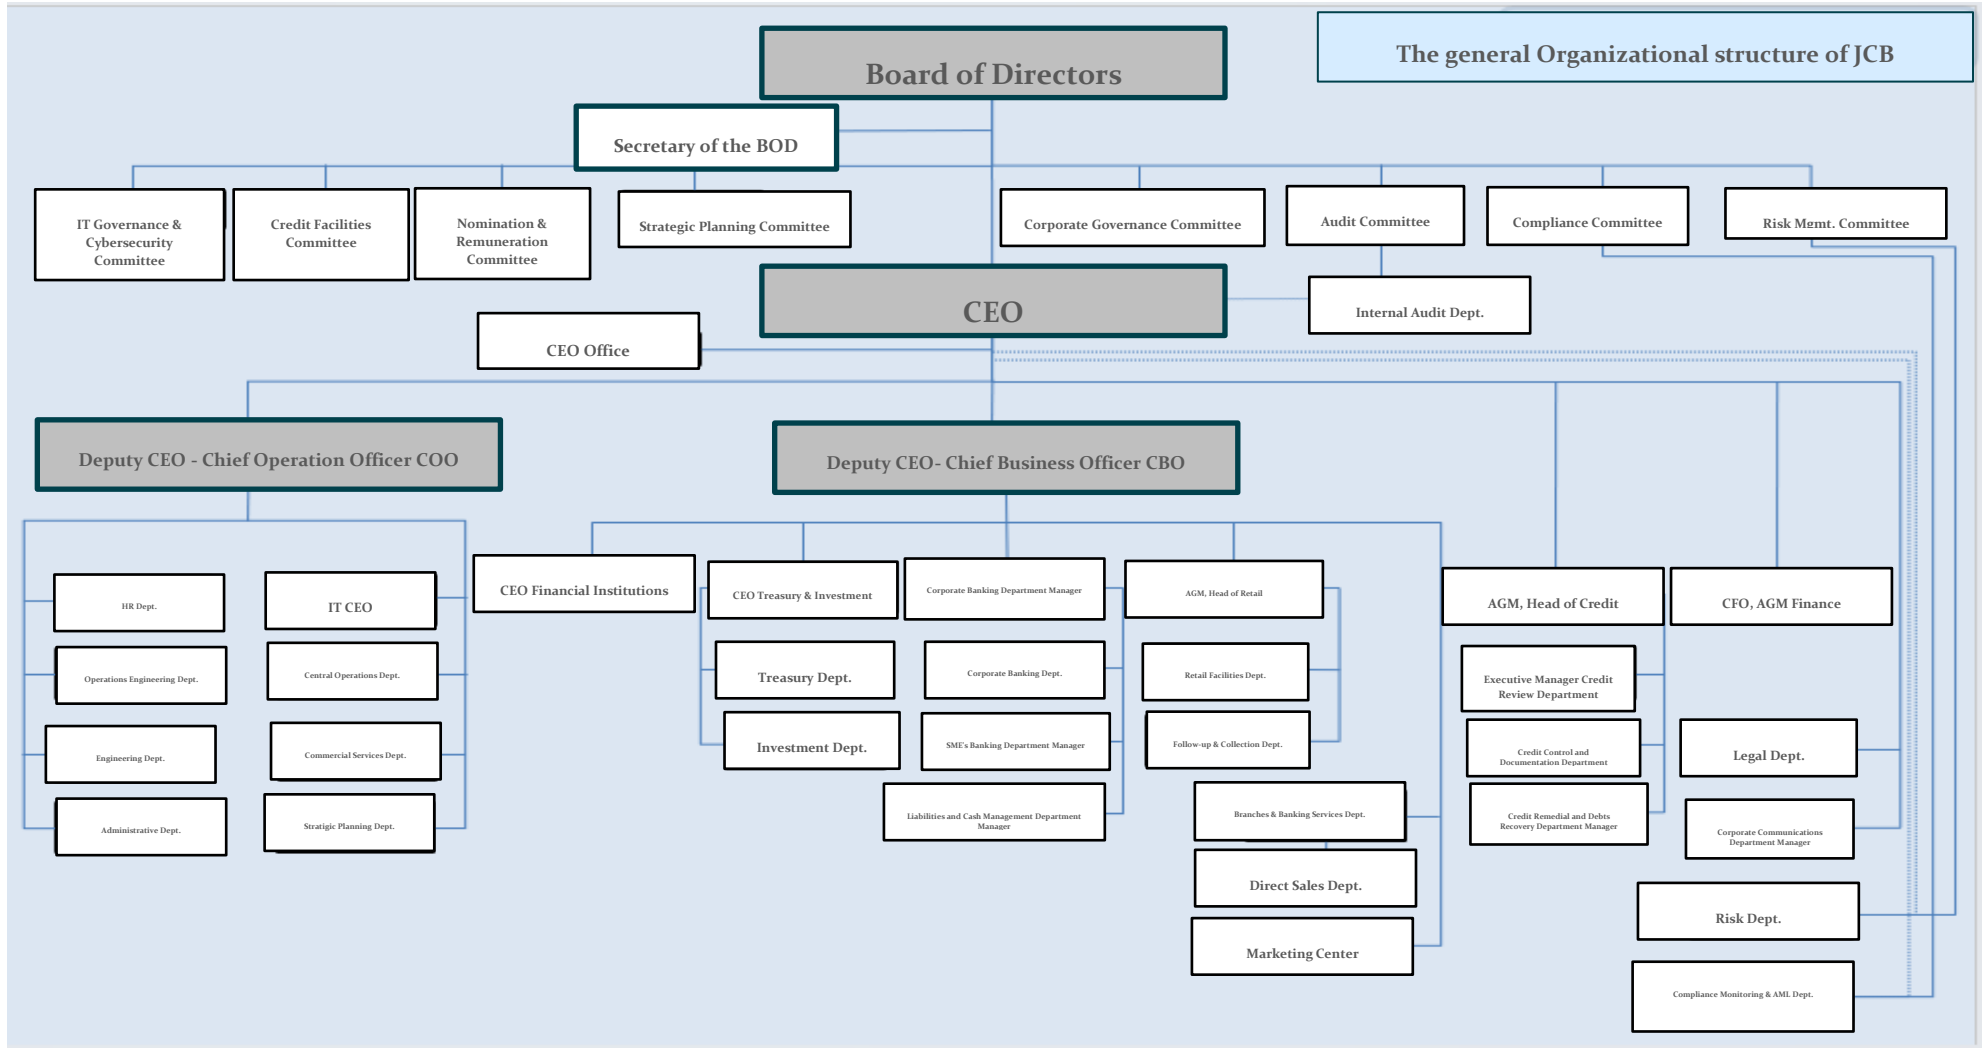 The general Organizational structure of JCB
Board of Directors
Secretary of the BOD
IT Governance &
Cybersecurity
Committee
Credit Facilities
Committee
Nomination &
Remuneration
Committee
Strategic Planning Committee
Corporate Governance Committee
Audit Committee
Compliance Committee
Risk Mgmt. Committee
CEO
Internal Audit Dept.
CEO Office
Deputy CEO - Chief Operation Officer COO
Deputy CEO- Chief Business Officer CBO
HR Dept.
IT CEO
Operations Engineering Dept.
Central Operations Dept.
Engineering Dept.
Commercial Services Dept.
Administrative Dept.
Stratigic Planning Dept.
CEO Financial Institutions
CEO Treasury & Investment
Treasury Dept.
Investment Dept.
Corporate Banking Department Manager
Corporate Banking Dept.
SME's Banking Department Manager
Liabilities and Cash Management Department
Manager
AGM, Head of Retail
Retail Facilities Dept.
Follow-up & Collection Dept.
Branches & Banking Services Dept.
Direct Sales Dept.
Marketing Center
AGM, Head of Credit
Executive Manager Credit
Review Department
Credit Control and
Documentation Department
Credit Remedial and Debts
Recovery Department Manager
CFO, AGM Finance
Legal Dept.
Corporate Communications
Department Manager
Risk Dept.
Compliance Monitoring & AML Dept.